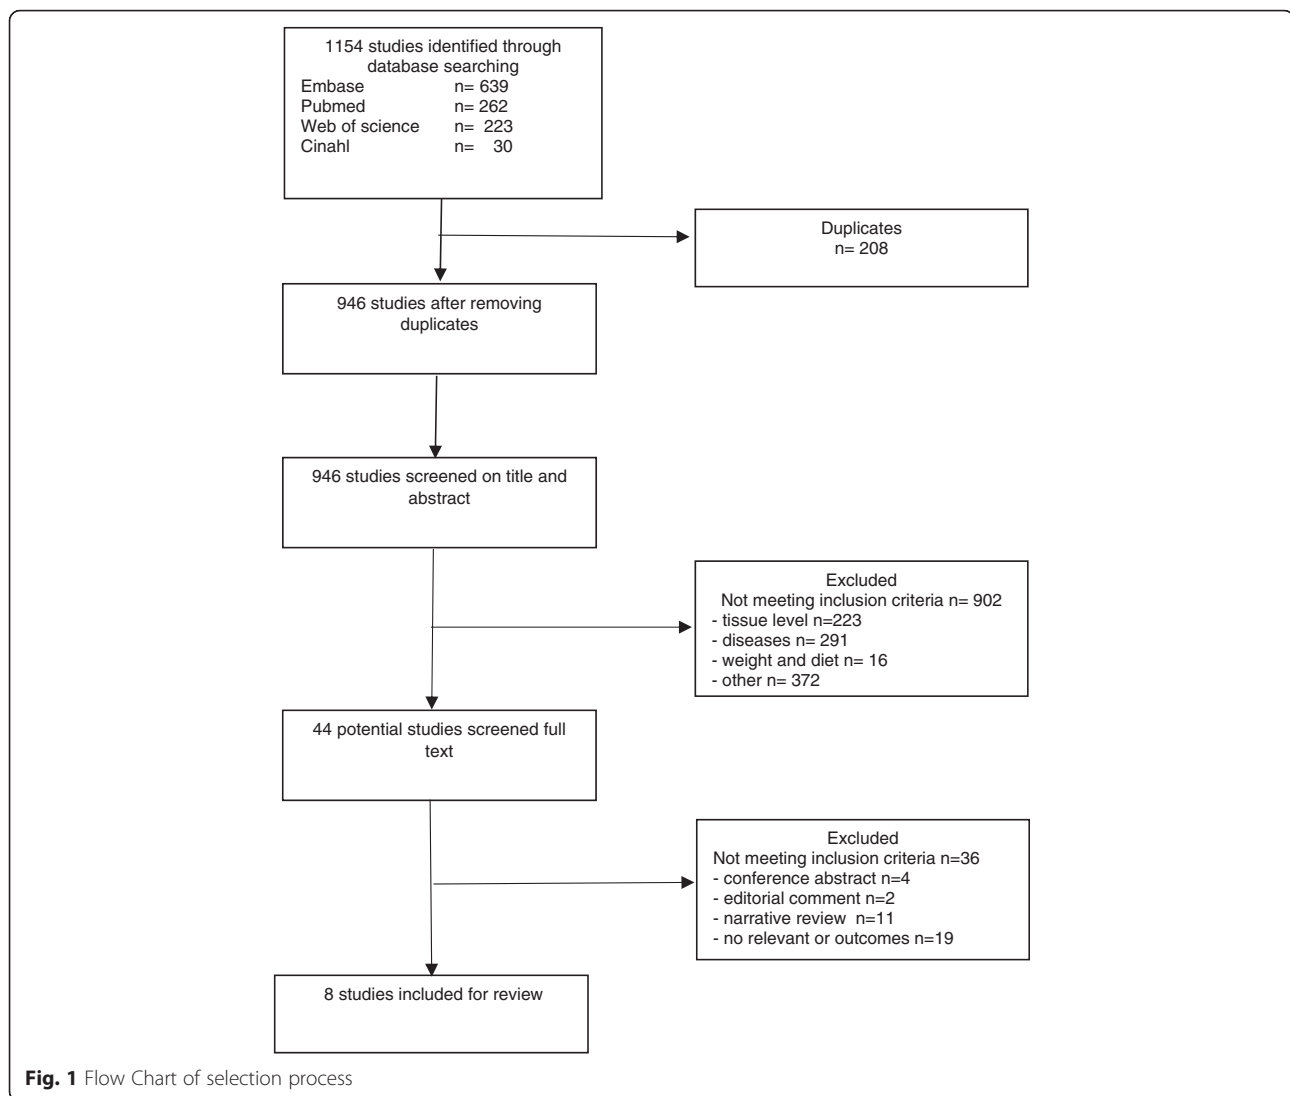 1154 studies identified through
database searching
Embase n= 639
Pubmed n= 262
Web of science n= 223
Cinahl n= 30
Duplicates
n= 208
946 studies after removing
duplicates
946 studies screened on title and
abstract
Excluded
Not meeting inclusion criteria n= 902
- tissue level n=223
- diseases n= 291
- weight and diet n= 16
- other n= 372
44 potential studies screened full
text
Excluded
Not meeting inclusion criteria n=36
- conference abstract n=4
- editorial comment n=2
- narrative review n=11
- no relevant or outcomes n=19
8 studies included for review
Fig. 1 Flow Chart of selection process